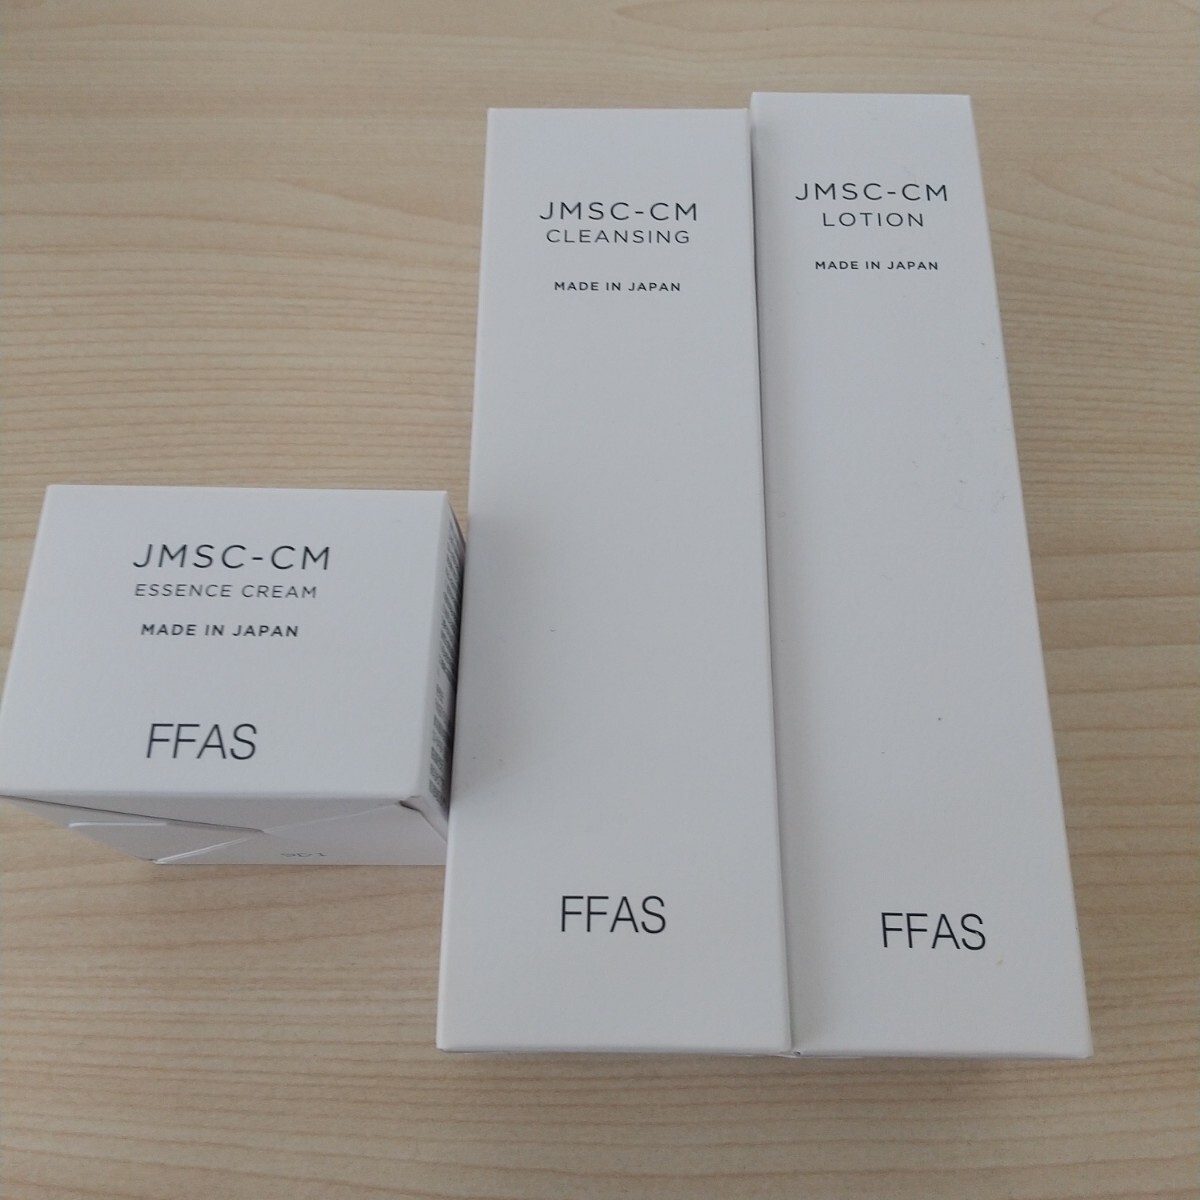 JMSC-CM
ESSENCE CREAM
MADE IN JAPAN
FFAS
JMSC-CM
CLEANSING
MADE IN JAPAN
FFAS
JMSC-CM
LOTION
MADE IN JAPAN
FFAS